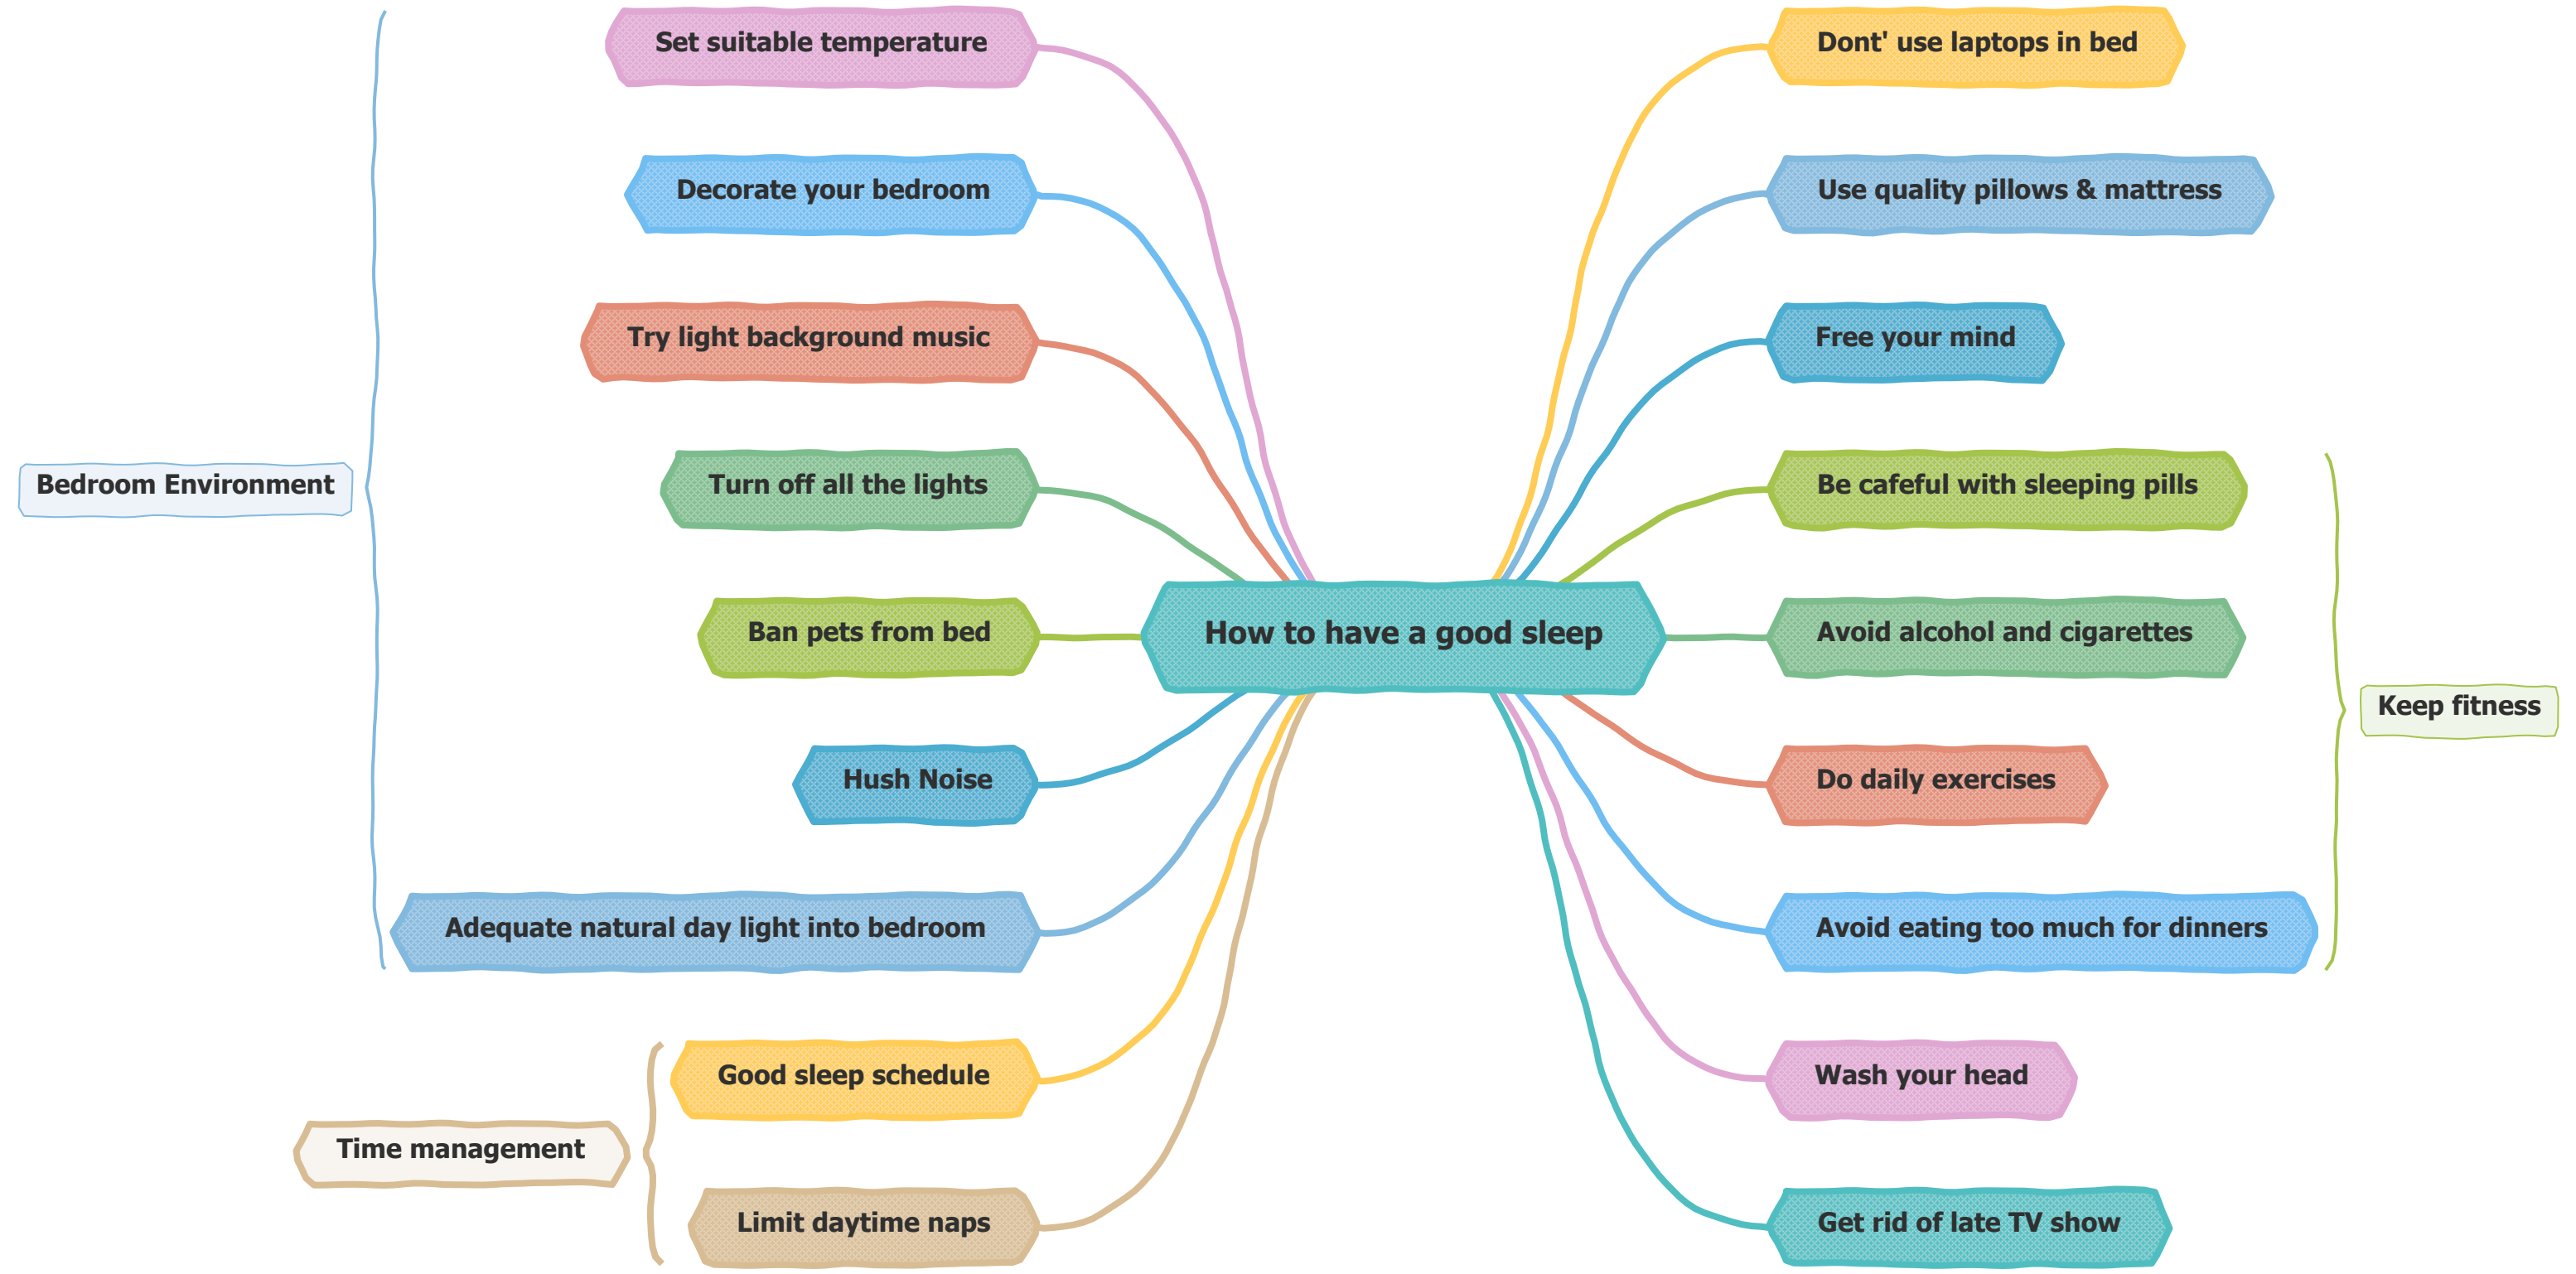 How to have a good sleep
Dont' use laptops in bed
Use quality pillows & mattress
Free your mind
Be cafeful with sleeping pills
Avoid alcohol and cigarettes
Do daily exercises
Avoid eating too much for dinners
Keep fitness
Wash your head
Get rid of late TV show
Set suitable temperature
Decorate your bedroom
Try light background music
Turn off all the lights
Ban pets from bed
Hush Noise
Adequate natural day light into bedroom
Bedroom Environment
Good sleep schedule
Limit daytime naps
Time management